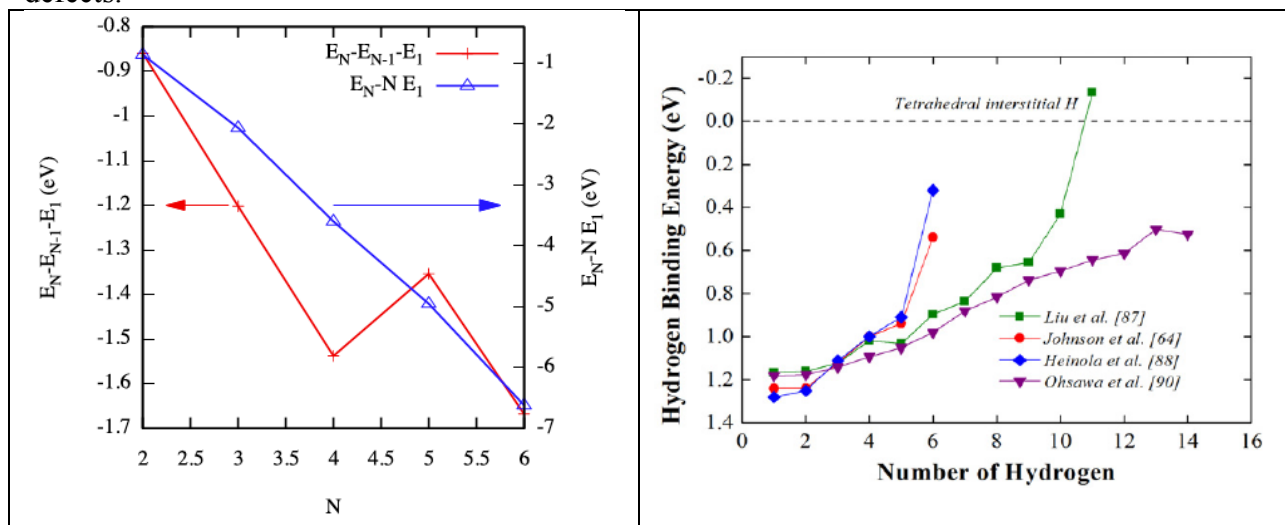 defects.
-0.8
-0.9
-1
-1.1
-1.2
-1.3
-1.4
-1.5
-1.6
-1.7
E_N-E_{N-1}-E_1 (eV)
E_N-E_{N-1}-E_1
E_N-N E_1
-1
-2
-3
-4
-5
-6
-7
E_N-N E_1 (eV)
2 2.5 3 3.5 4 4.5 5 5.5 6
N
Hydrogen Binding Energy (eV)
-0.2
0.0
0.2
0.4
0.6
0.8
1.0
1.2
1.4
Tetrahedral interstitial H
Liu et al. [87]
Johnson et al. [64]
Heinola et al. [88]
Ohsawa et al. [90]
0 2 4 6 8 10 12 14 16
Number of Hydrogen